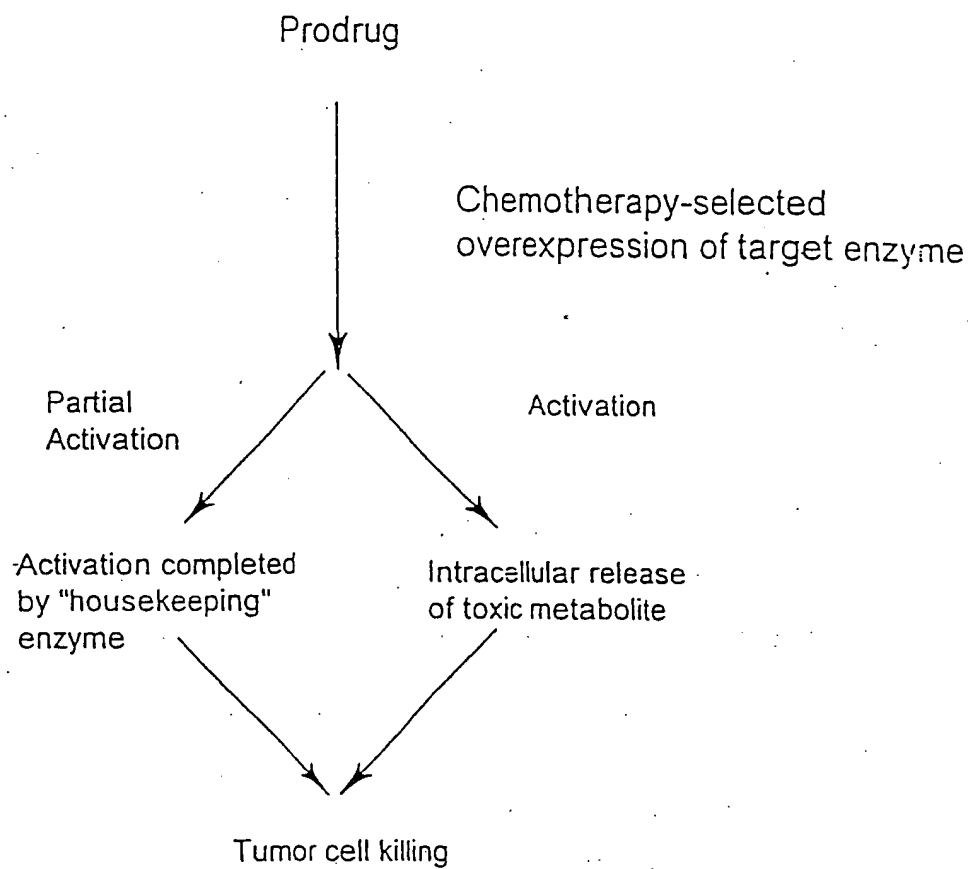 Prodrug
Chemotherapy-selected
overexpression of target enzyme
Partial
Activation
Activation
Activation completed
by "housekeeping"
enzyme
Intracellular release
of toxic metabolite
Tumor cell killing